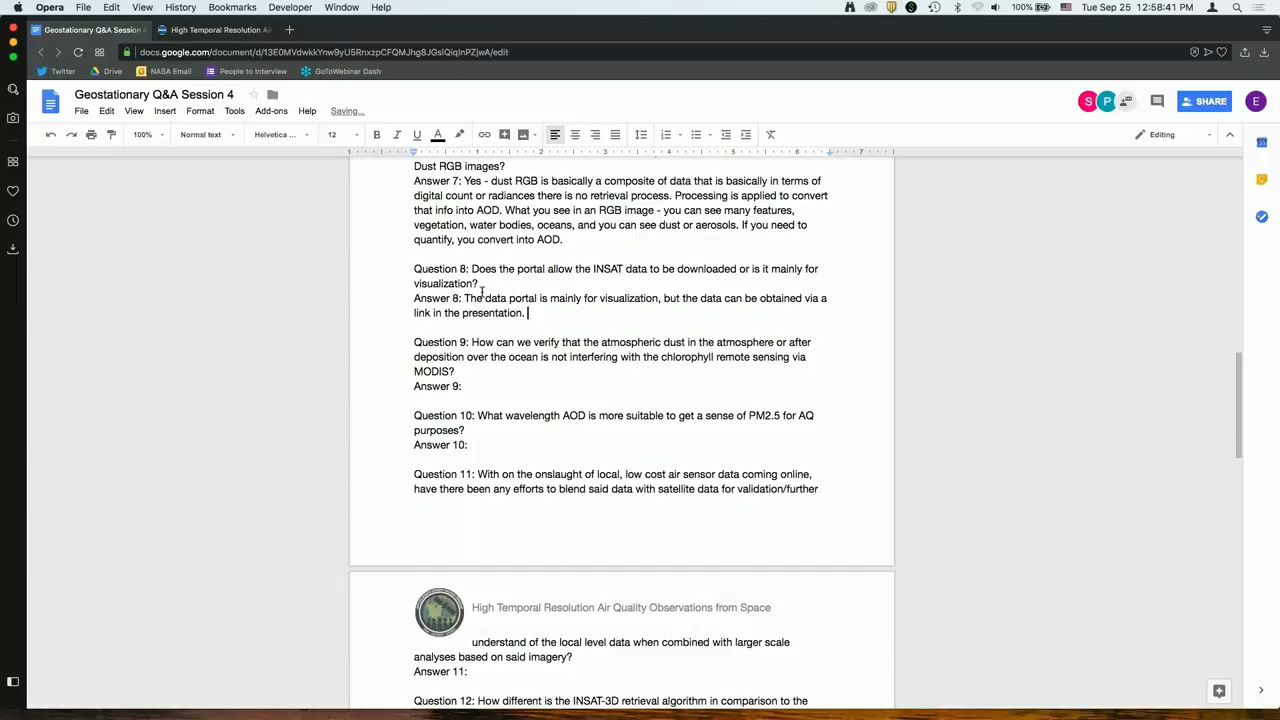 Opera File Edit View History Bookmarks Developer Window Help 100% Tue Sep 25 12:58:41 PM
Geostationary Q&A Session High Temporal Resolution Air
docs.google.com/document/d/13E0MVdwkkYnw9yU5RnxzpCFQMJhg8JGslQiqInPZjwA/edit
Twitter Drive NASA Email People to Interview GoToWebinar Dash
Geostationary Q&A Session 4
File Edit View Insert Format Tools Add-ons Help Saving...
S P SHARE E
100% Normal text Helvetica ... 12 B I U A Editing
1 1 2 3 4 5 6 7
Dust RGB images?
Answer 7: Yes - dust RGB is basically a composite of data that is basically in terms of
digital count or radiances there is no retrieval process. Processing is applied to convert
that info into AOD. What you see in an RGB image - you can see many features,
vegetation, water bodies, oceans, and you can see dust or aerosols. If you need to
quantify, you convert into AOD.
Question 8: Does the portal allow the INSAT data to be downloaded or is it mainly for
visualization?
Answer 8: The data portal is mainly for visualization, but the data can be obtained via a
link in the presentation.
Question 9: How can we verify that the atmospheric dust in the atmosphere or after
deposition over the ocean is not interfering with the chlorophyll remote sensing via
MODIS?
Answer 9:
Question 10: What wavelength AOD is more suitable to get a sense of PM2.5 for AQ
purposes?
Answer 10:
Question 11: With on the onslaught of local, low cost air sensor data coming online,
have there been any efforts to blend said data with satellite data for validation/further
High Temporal Resolution Air Quality Observations from Space
understand of the local level data when combined with larger scale
analyses based on said imagery?
Answer 11:
Question 12: How different is the INSAT-3D retrieval algorithm in comparison to the